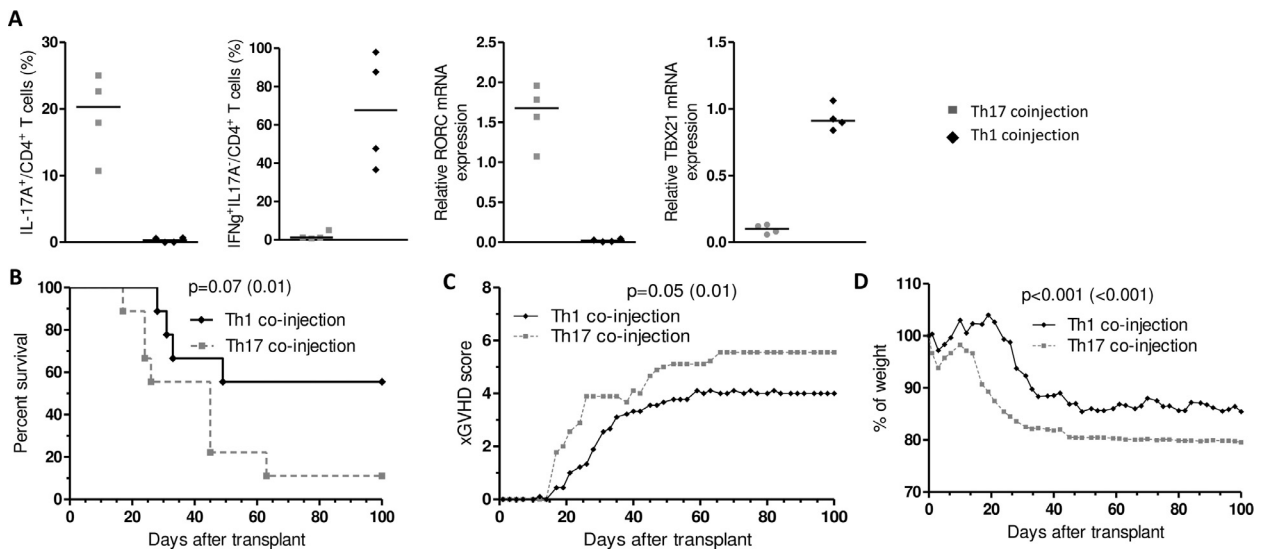 A
IL-17A+/CD4+ T cells (%)
30
20
10
0
IFNg+IL17A-/CD4+ T cells (%)
100
80
60
40
20
0
Relative RORC mRNA
expression
2.5
2.0
1.5
1.0
0.5
0.0
Relative TBX21 mRNA
expression
1.5
1.0
0.5
0.0
Th17 coinjection
Th1 coinjection
B
p=0.07 (0.01)
Th1 co-injection
Th17 co-injection
Percent survival
100
80
60
40
20
0
0 20 40 60 80 100
Days after transplant
C
p=0.05 (0.01)
Th1 co-injection
Th17 co-injection
xGVHD score
8
6
4
2
0
0 20 40 60 80 100
Days after transplant
D
p<0.001 (<0.001)
Th1 co-injection
Th17 co-injection
% of weight
110
100
90
80
70
0 20 40 60 80 100
Days after transplant